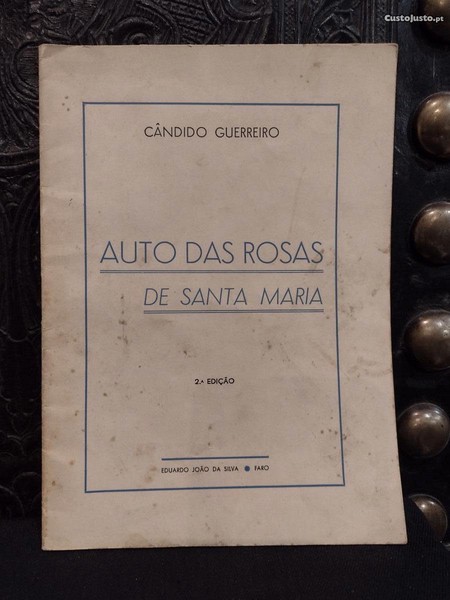 CustoJusto.pt
CÂNDIDO GUERREIRO
AUTO DAS ROSAS
DE SANTA MARIA
2.ª EDIÇÃO
EDUARDO JOÃO DA SILVA ● FARO